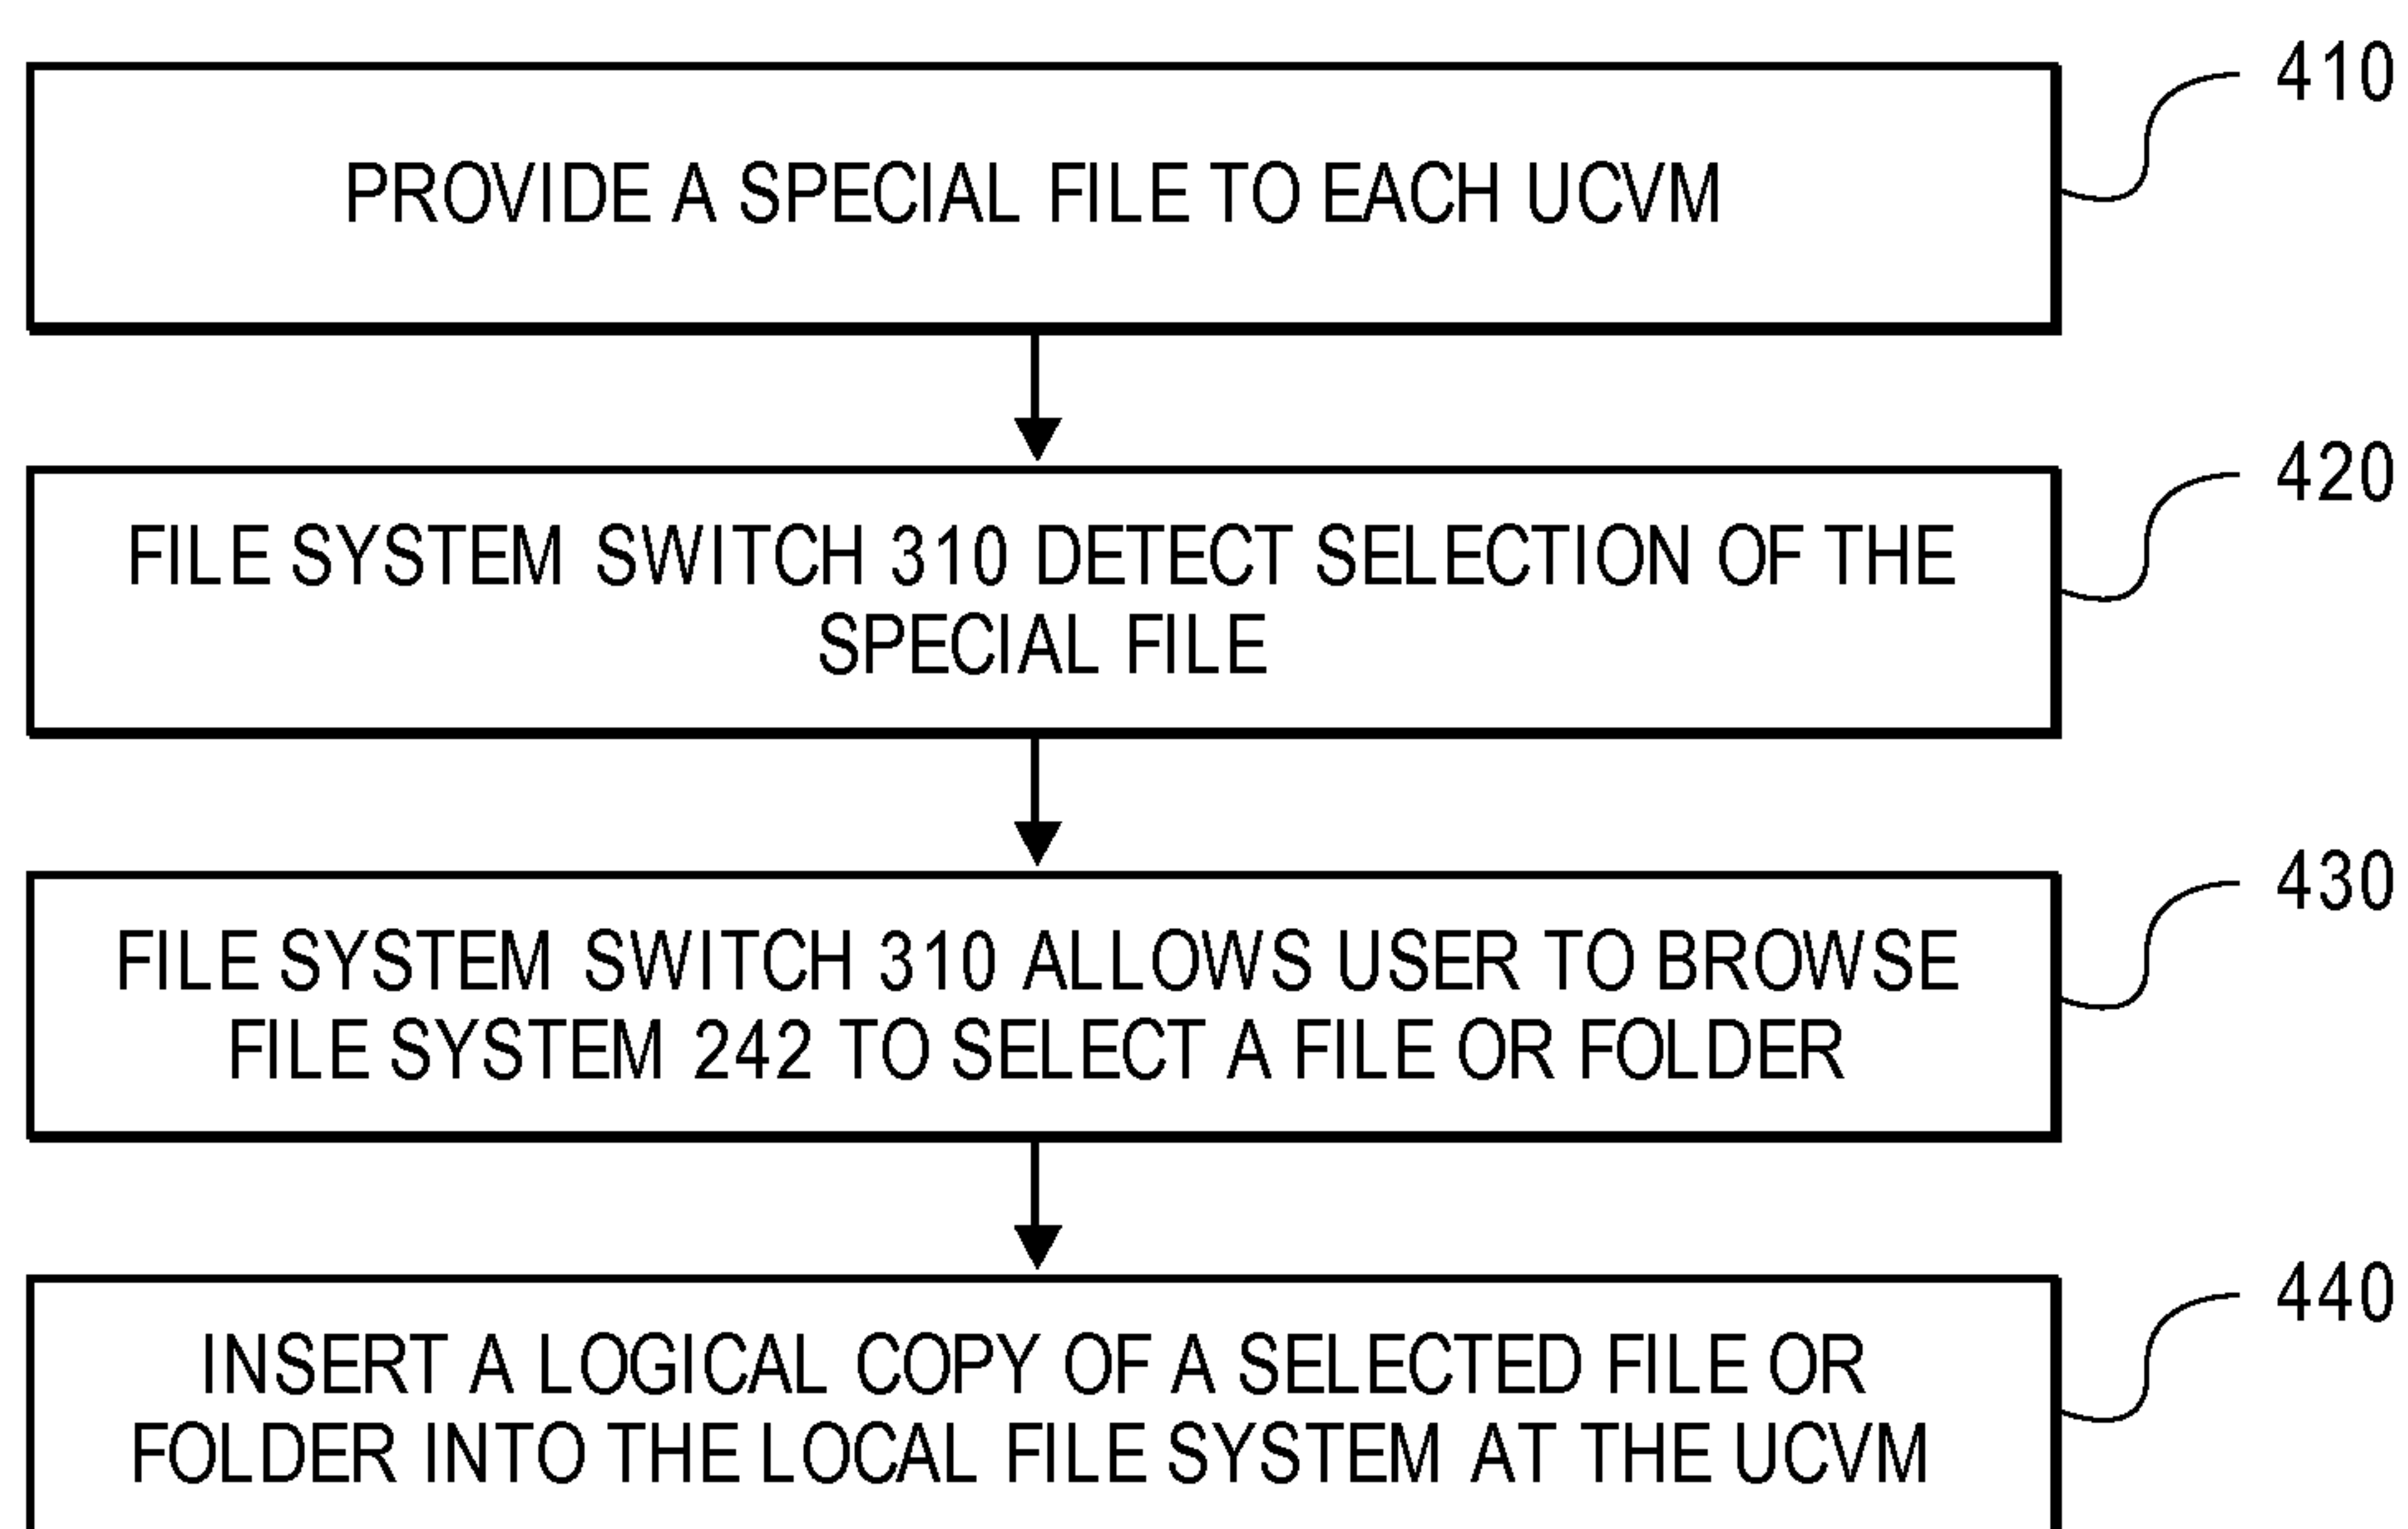 410
PROVIDE A SPECIAL FILE TO EACH UCVM
420
FILE SYSTEM SWITCH 310 DETECT SELECTION OF THE
SPECIAL FILE
430
FILE SYSTEM SWITCH 310 ALLOWS USER TO BROWSE
FILE SYSTEM 242 TO SELECT A FILE OR FOLDER
440
INSERT A LOGICAL COPY OF A SELECTED FILE OR
FOLDER INTO THE LOCAL FILE SYSTEM AT THE UCVM